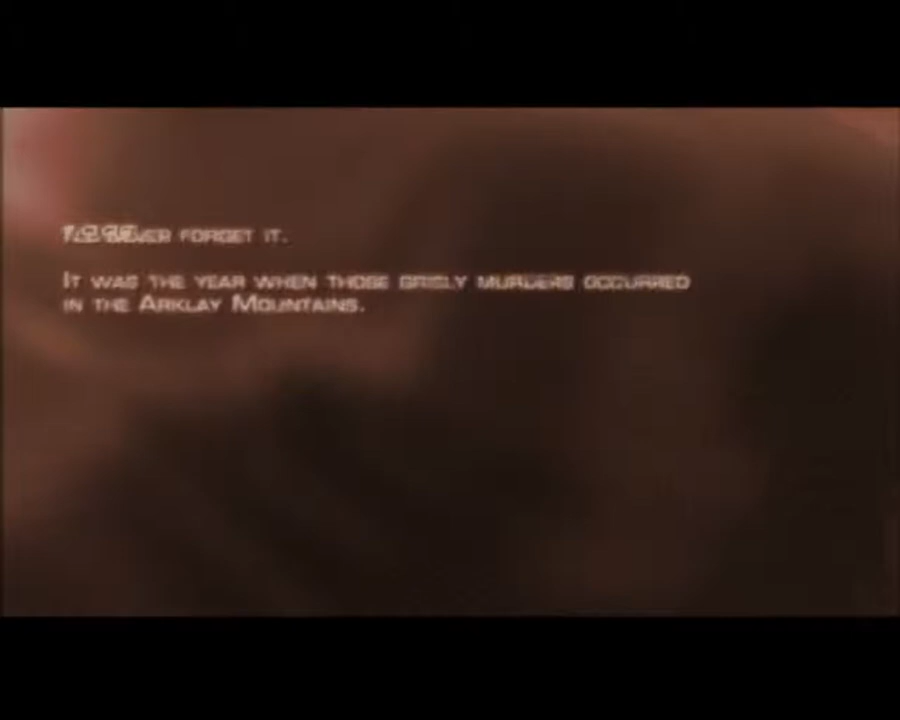 forget it.
It was the year when those grisly murders occurred
in the Arklay Mountains.